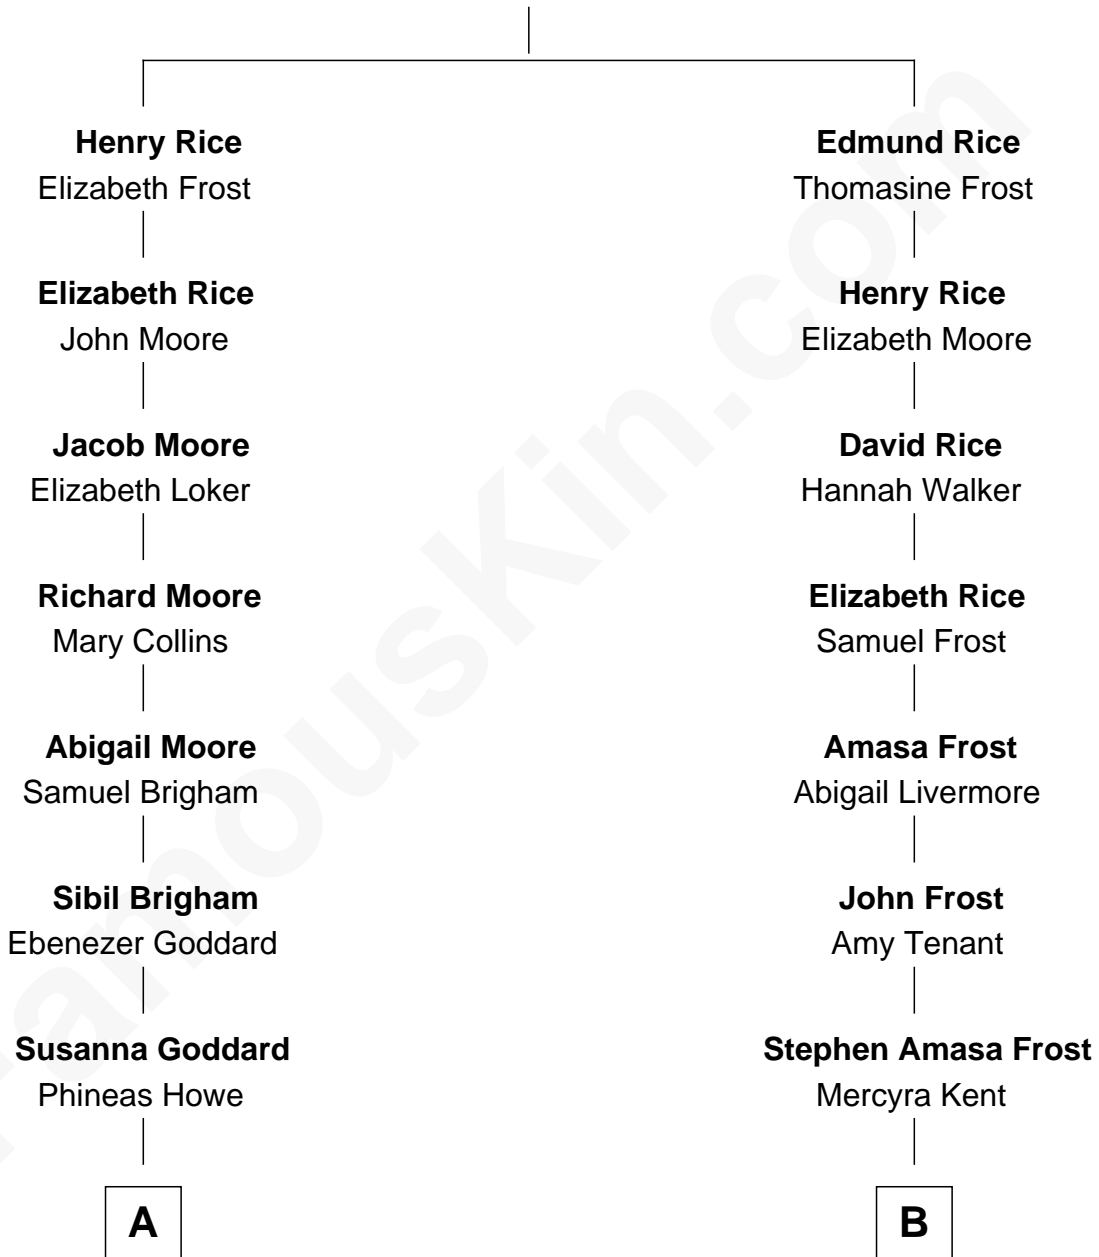 Henry Rice
Elizabeth Frost
Elizabeth Rice
John Moore
Jacob Moore
Elizabeth Loker
Richard Moore
Mary Collins
Abigail Moore
Samuel Brigham
Sibil Brigham
Ebenezer Goddard
Susanna Goddard
Phineas Howe
A
Edmund Rice
Thomasine Frost
Henry Rice
Elizabeth Moore
David Rice
Hannah Walker
Elizabeth Rice
Samuel Frost
Amasa Frost
Abigail Livermore
John Frost
Amy Tenant
Stephen Amasa Frost
Mercyra Kent
B
FamousKin.com